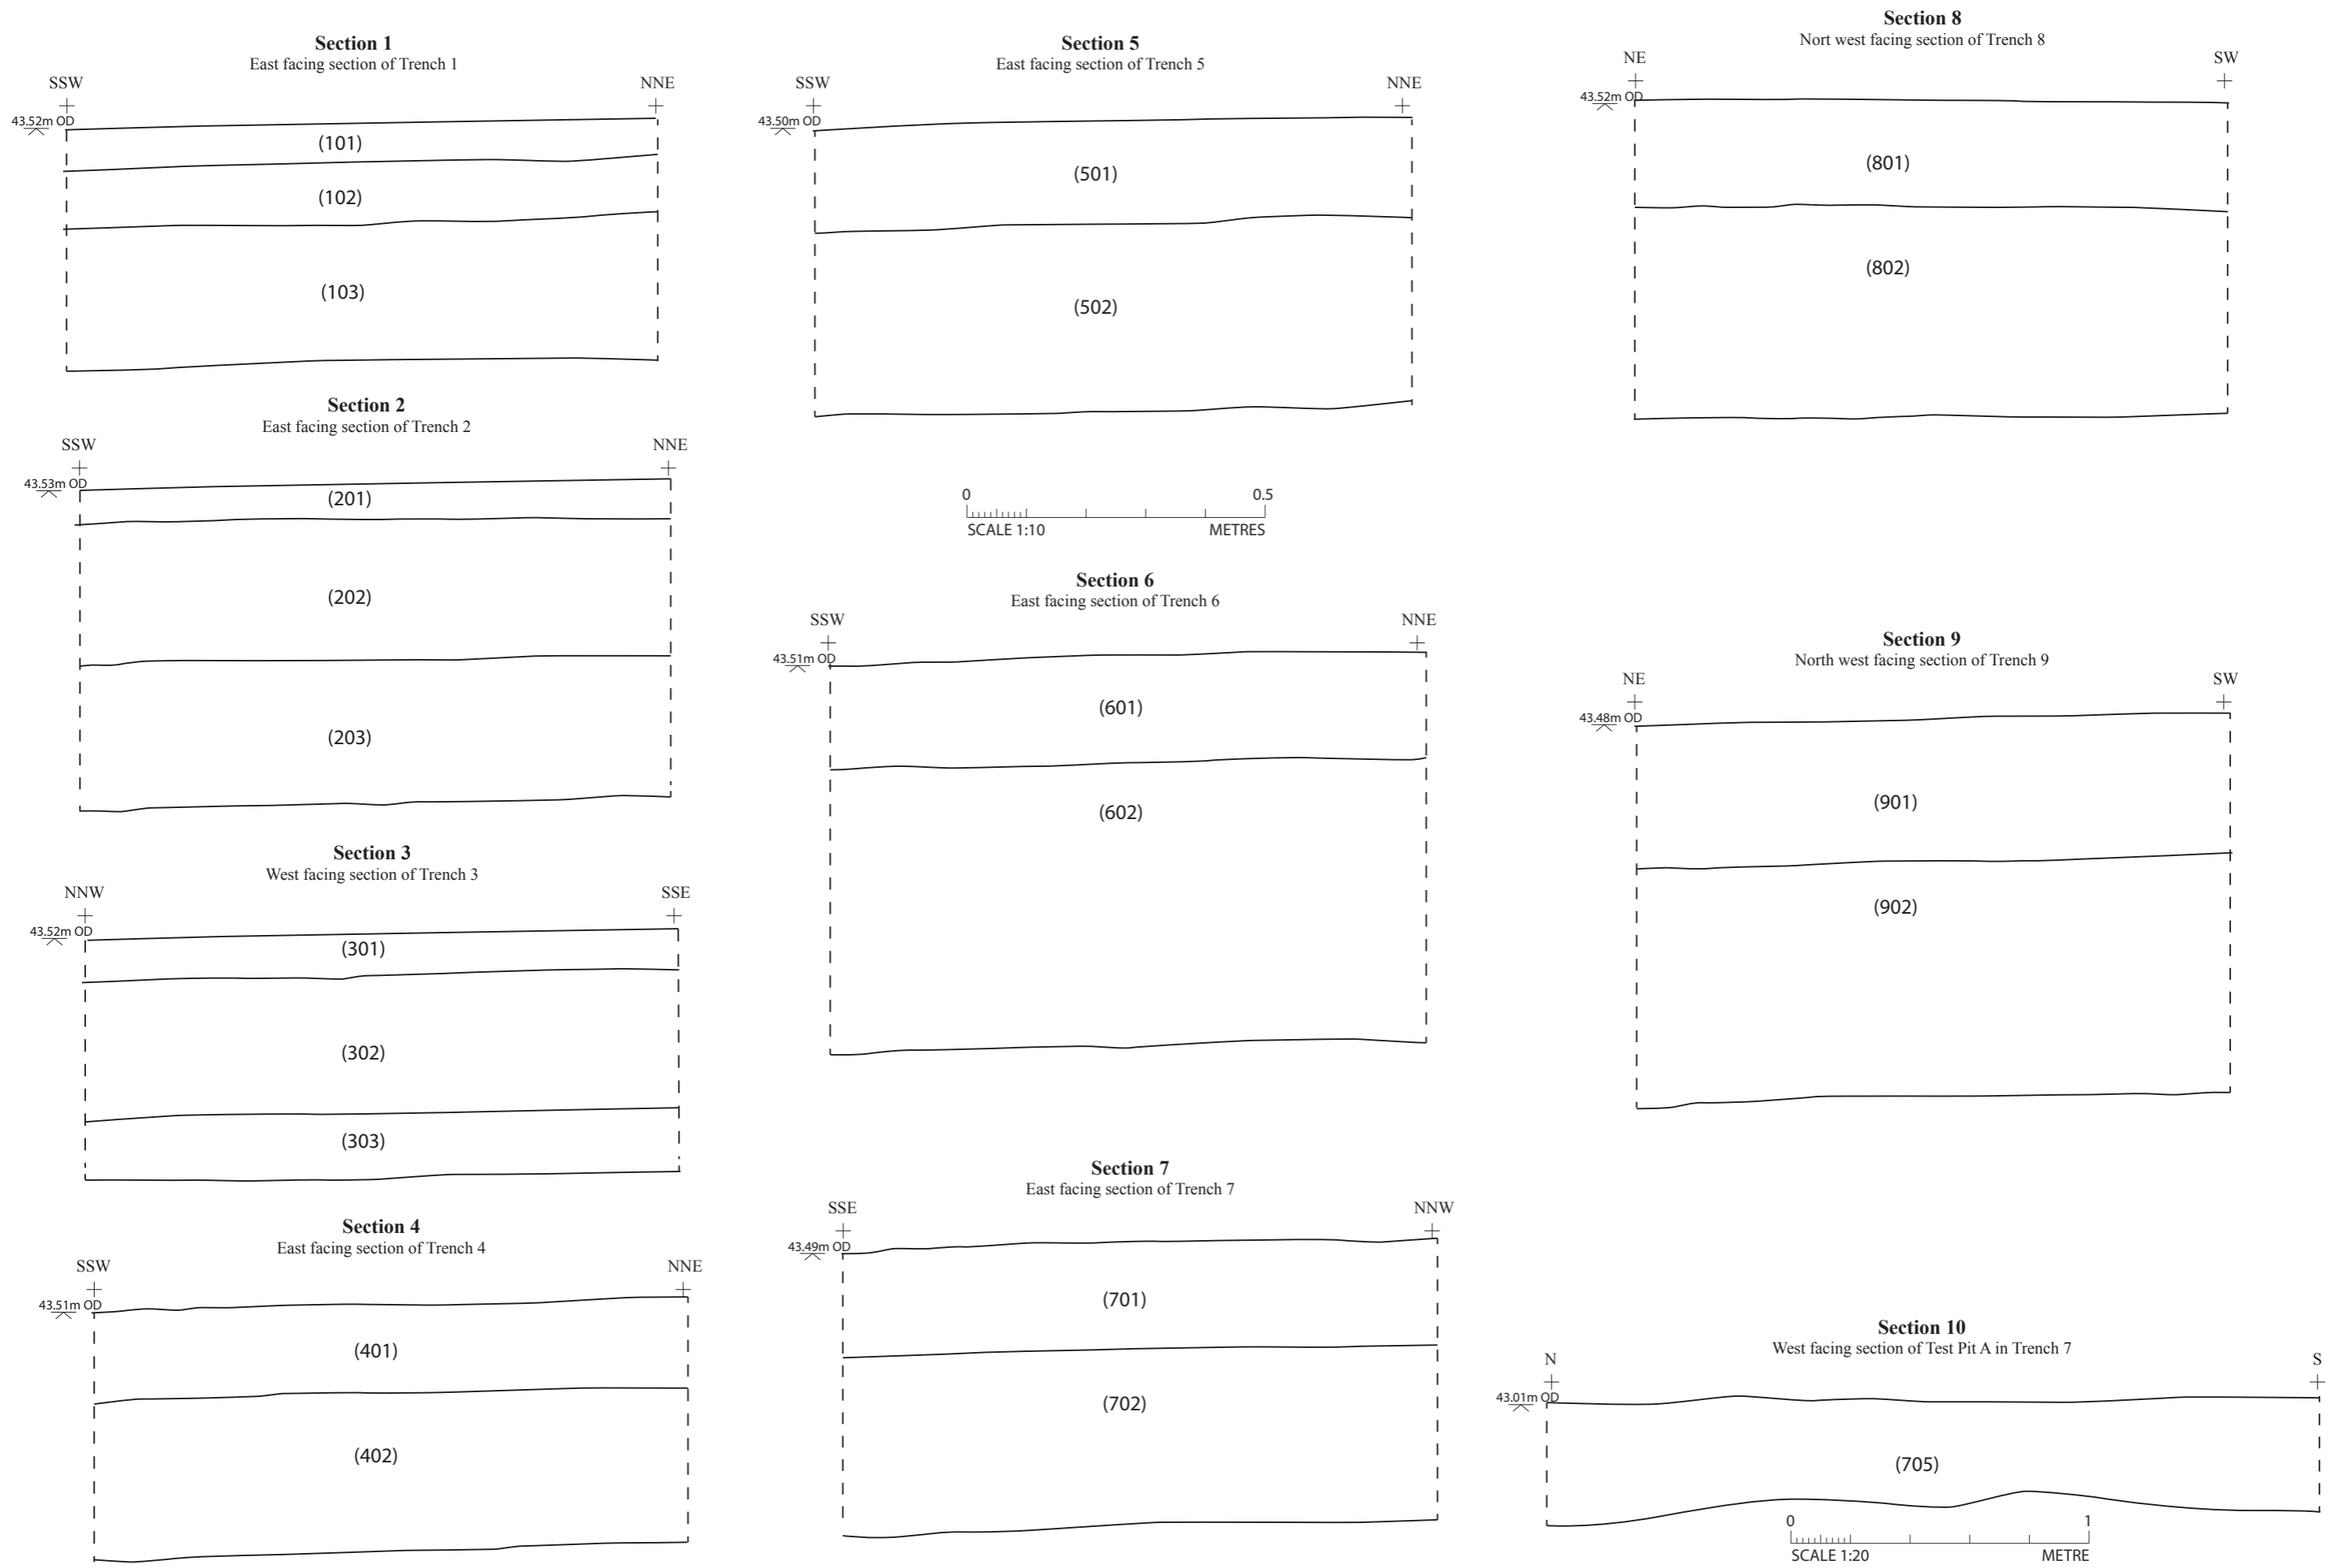 Section 1
East facing section of Trench 1
SSW NNE
43.52m OD
(101)
(102)
(103)
Section 2
East facing section of Trench 2
SSW NNE
43.53m OD
(201)
(202)
(203)
Section 3
West facing section of Trench 3
NNW SSE
43.52m OD
(301)
(302)
(303)
Section 4
East facing section of Trench 4
SSW NNE
43.51m OD
(401)
(402)
Section 5
East facing section of Trench 5
SSW NNE
43.50m OD
(501)
(502)
0 0.5
SCALE 1:10 METRES
Section 6
East facing section of Trench 6
SSW NNE
43.51m OD
(601)
(602)
Section 7
East facing section of Trench 7
SSE NNW
43.49m OD
(701)
(702)
Section 8
Nort west facing section of Trench 8
NE SW
43.52m OD
(801)
(802)
Section 9
North west facing section of Trench 9
NE SW
43.48m OD
(901)
(902)
Section 10
West facing section of Test Pit A in Trench 7
N S
43.01m OD
(705)
0 1
SCALE 1:20 METRE